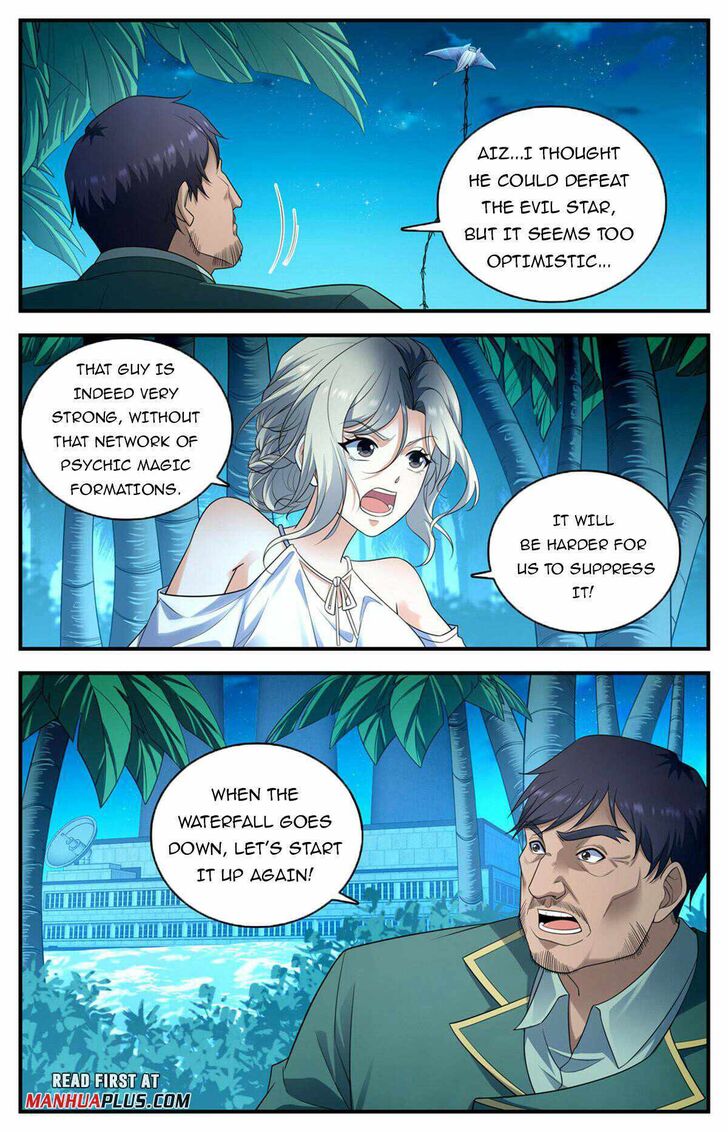 AIZ...I THOUGHT
HE COULD DEFEAT
THE EVIL STAR,
BUT IT SEEMS TOO
OPTIMISTIC...
THAT GUY IS
INDEED VERY
STRONG, WITHOUT
THAT NETWORK OF
PSYCHIC MAGIC
FORMATIONS.
IT WILL
BE HARDER FOR
US TO SUPPRESS
IT!
WHEN THE
WATERFALL GOES
DOWN, LET'S START
IT UP AGAIN!
READ FIRST AT
MANHUAPLUS.COM